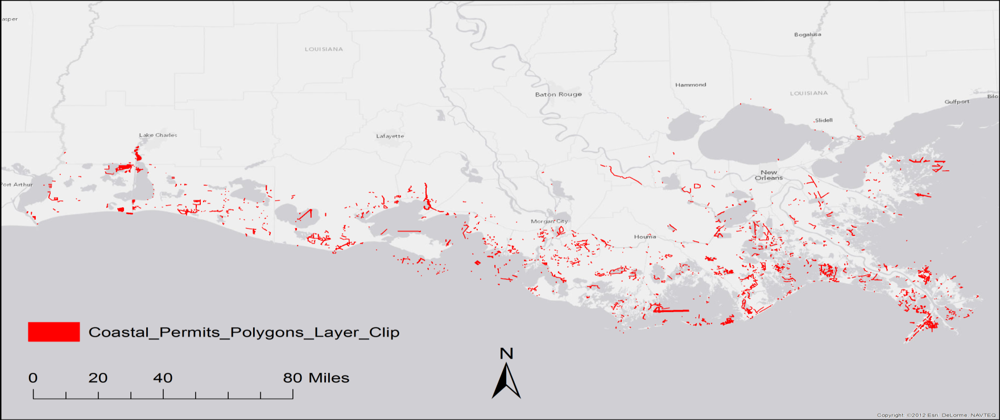 asper
Bogalusa
LOUISIANA
Hammond
Baton Rouge
LOUISIANA
Gulfport
Bilo
Slidell
Lake Charles
Lafayette
New
Orleans
Port Arthur
Morgan City
Houma
Coastal_Permits_Polygons_Layer_Clip
N
0 20 40 80 Miles
Copyright: ©2012 Esri, DeLorme, NAVTEQ